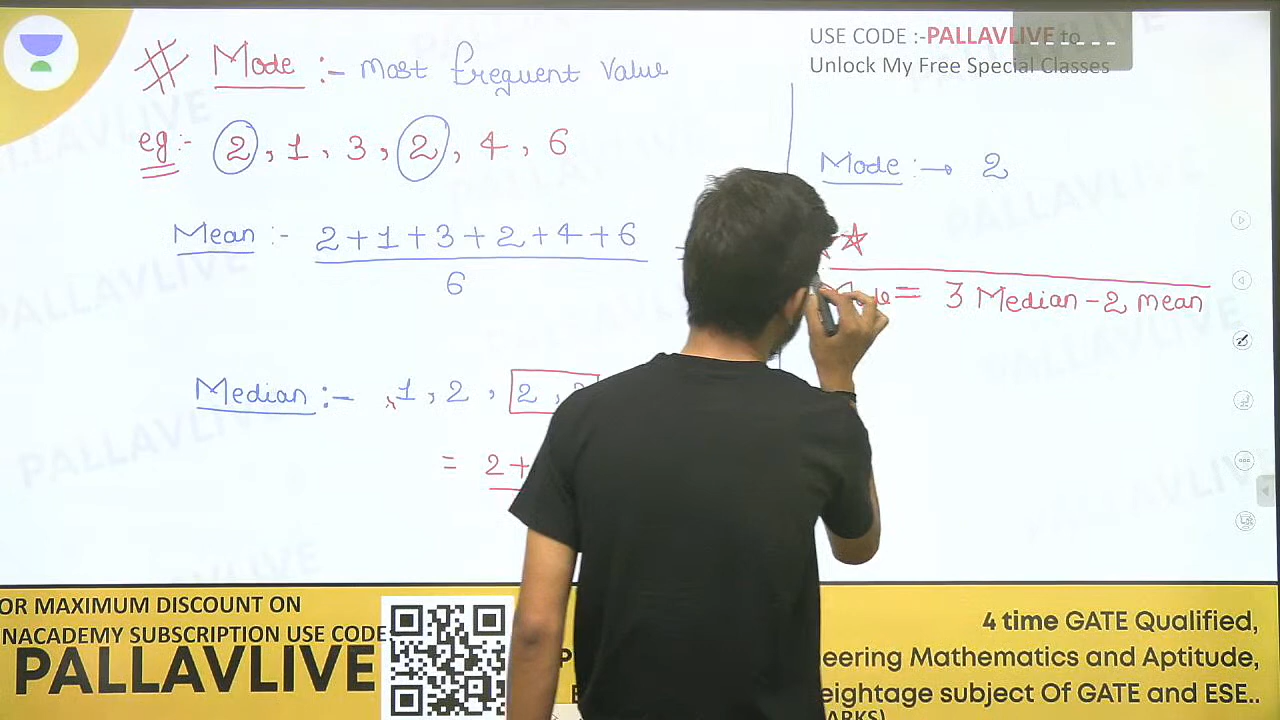 USE CODE :-PALLAVLIVE to
Unlock My Free Special Classes
# Mode :- most frequent value
eg:- 2, 1, 3, 2, 4, 6
Mean :- 2+1+3+2+4+6
6
Median :- 1, 2, 2,
= 2+
Mode :→ 2
= 3 Median - 2 mean
OR MAXIMUM DISCOUNT ON
NACADEMY SUBSCRIPTION USE CODE
PALLAVLIVE
4 time GATE Qualified,
eering Mathematics and Aptitude,
eightage subject Of GATE and ESE..
ARKS)
PALLAVLIVE